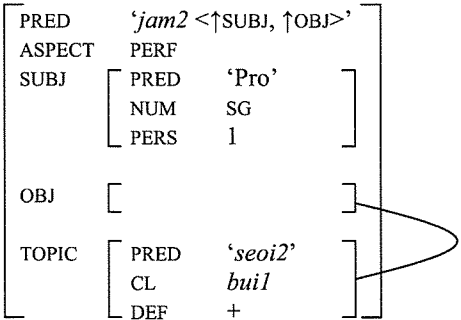 PRED ‘jam2 <↑SUBJ, ↑OBJ>’
ASPECT PERF
SUBJ PRED ‘Pro’
NUM SG
PERS 1
OBJ
TOPIC PRED ‘seoi2’
CL bui1
DEF +